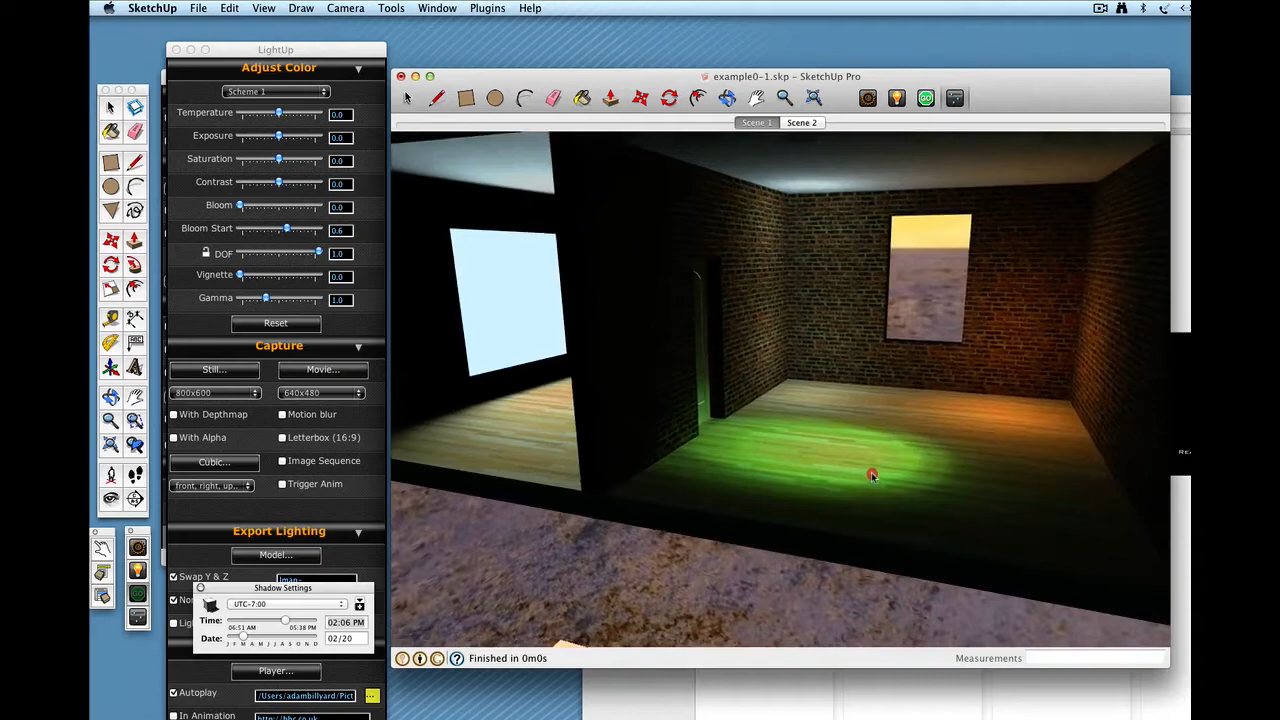 SketchUp File Edit View Draw Camera Tools Window Plugins Help
LightUp
Adjust Color
Scheme 1
Temperature 0.0
Exposure 0.0
Saturation 0.0
Contrast 0.0
Bloom 0.0
Bloom Start 0.6
DOF 1.0
Vignette 0.0
Gamma 1.0
Reset
Capture
Still... Movie...
800x600 640x480
With Depthmap Motion blur
With Alpha Letterbox (16:9)
Cubic... Image Sequence
front, right, up... Trigger Anim
Export Lighting
Model...
Swap Y & Z
Shadow Settings
UTC-7:00
Time: 02:06 PM
06:51 AM 05:38 PM
Date: 02/20
J F M A M J J A S O N D
Player...
Autoplay /Users/adambillyard/Pict ...
In Animation http://bbc.co.uk
example0-1.skp - SketchUp Pro
Scene 1 Scene 2
Finished in 0m0s
Measurements